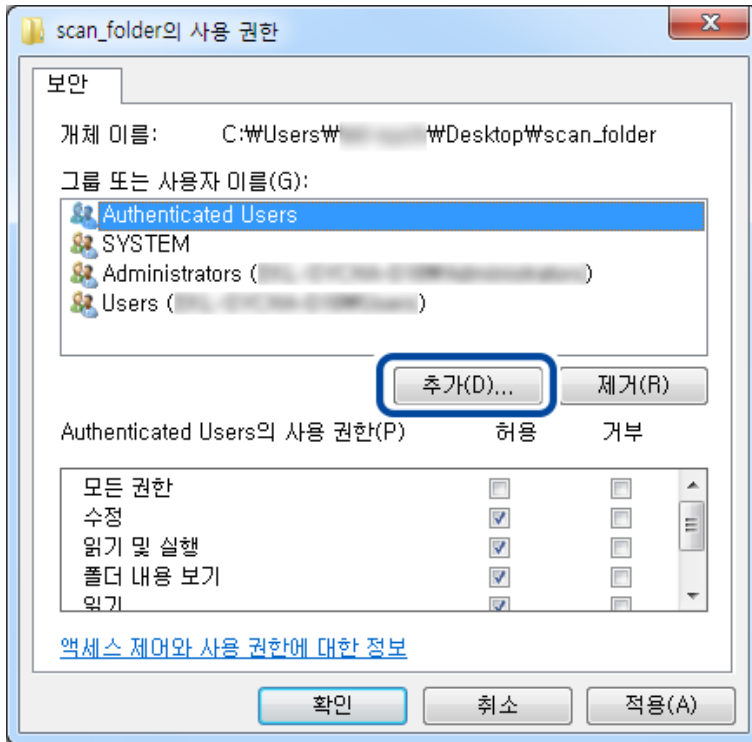 scan_folder의 사용 권한
보안
개체 이름: C:₩Users₩ ₩Desktop₩scan_folder
그룹 또는 사용자 이름(G):
Authenticated Users
SYSTEM
Administrators ( )
Users ( )
추가(D)... 제거(R)
Authenticated Users의 사용 권한(P) 허용 거부
모든 권한
수정
읽기 및 실행
폴더 내용 보기
읽기
액세스 제어와 사용 권한에 대한 정보
확인 취소 적용(A)